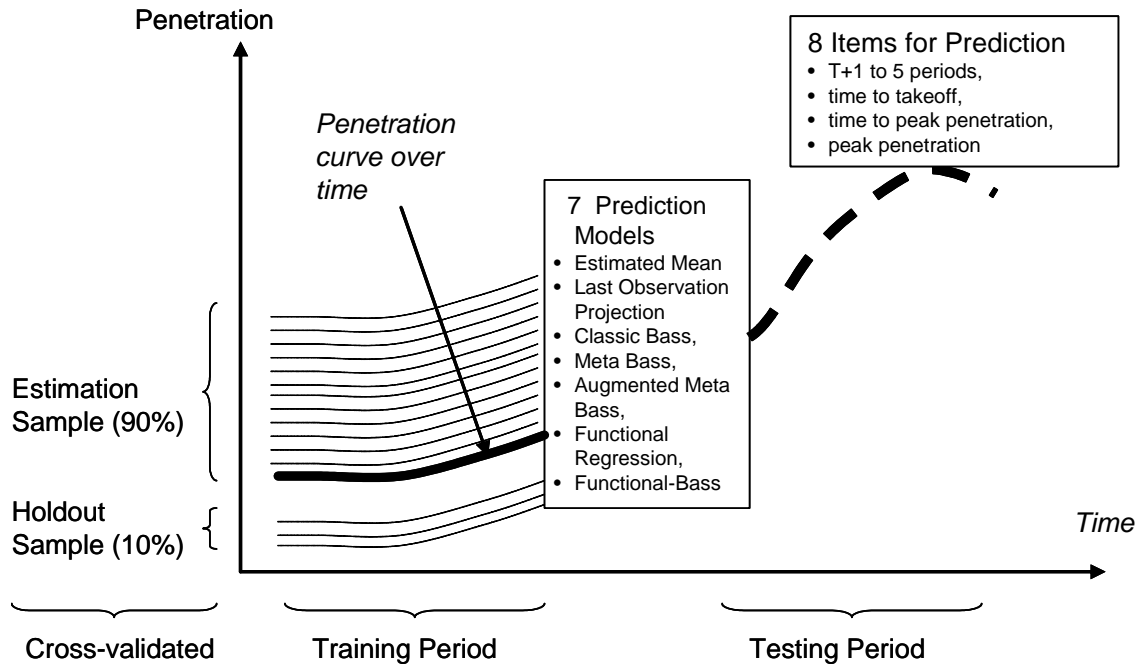 Penetration
8 Items for Prediction
• T+1 to 5 periods,
• time to takeoff,
• time to peak penetration,
• peak penetration
Penetration
curve over
time
7 Prediction
Models
• Estimated Mean
• Last Observation
Projection
• Classic Bass,
• Meta Bass,
• Augmented Meta
Bass,
• Functional
Regression,
• Functional-Bass
Estimation
Sample (90%)
Holdout
Sample (10%)
Time
Cross-validated
Training Period
Testing Period